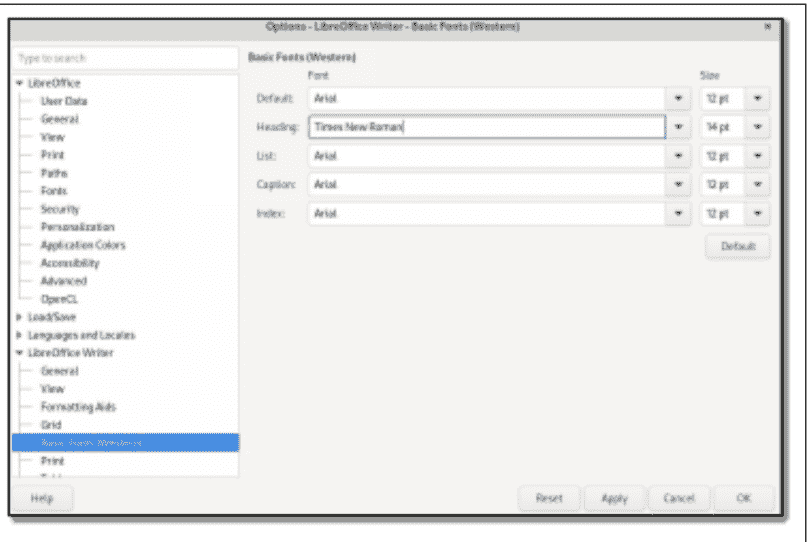 Options - LibreOffice Writer - Basic Fonts (Western)
Type to search
LibreOffice
User Data
General
View
Print
Paths
Fonts
Security
Personalization
Application Colors
Accessibility
Advanced
OpenCL
Load/Save
Languages and Locales
LibreOffice Writer
General
View
Formatting Aids
Grid
Basic Fonts (Western)
Print
Basic Fonts (Western)
Font Size
Default: Arial 12 pt
Heading: Times New Roman 14 pt
List: Arial 12 pt
Caption: Arial 12 pt
Index: Arial 12 pt
Default
Help Reset Apply Cancel OK